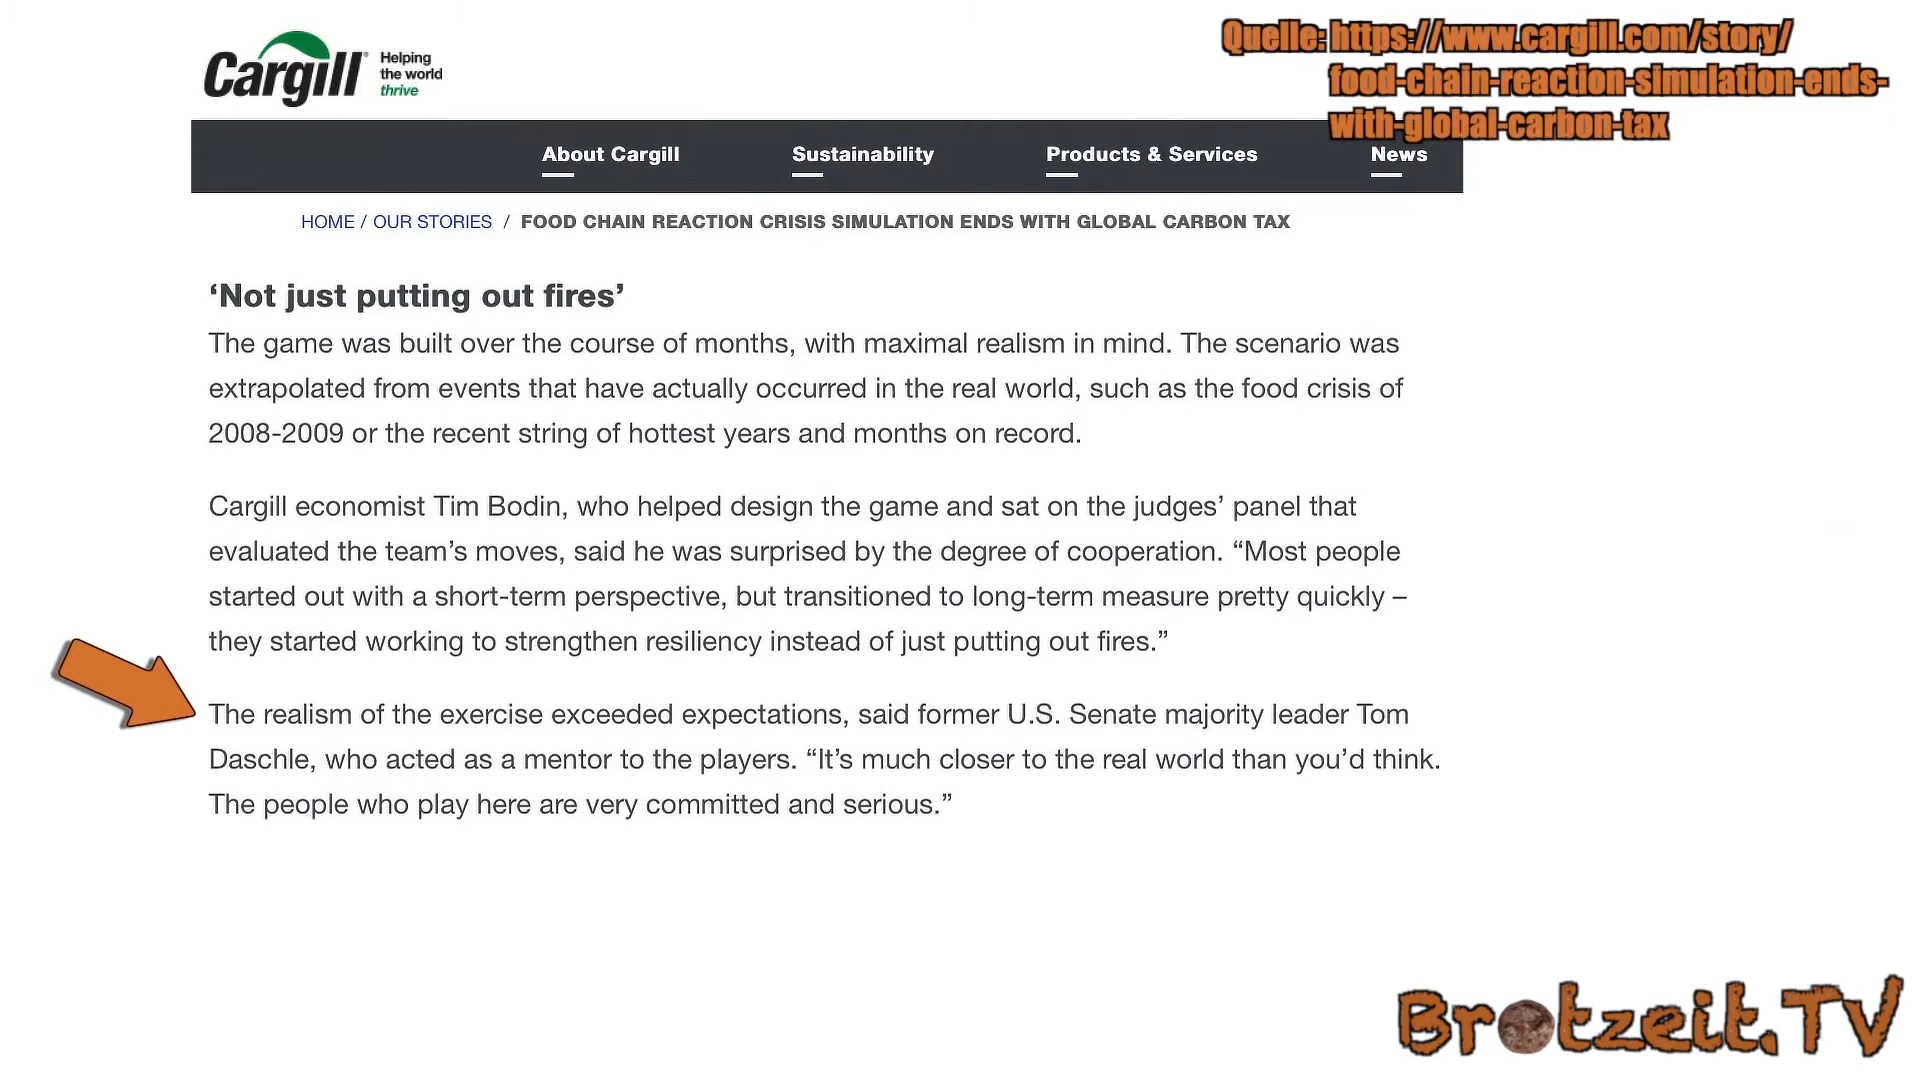 Cargill® Helping
the world
thrive
Quelle: https://www.cargill.com/story/
food-chain-reaction-simulation-ends-
with-global-carbon-tax
About Cargill Sustainability Products & Services News
HOME / OUR STORIES / FOOD CHAIN REACTION CRISIS SIMULATION ENDS WITH GLOBAL CARBON TAX
‘Not just putting out fires’
The game was built over the course of months, with maximal realism in mind. The scenario was
extrapolated from events that have actually occurred in the real world, such as the food crisis of
2008-2009 or the recent string of hottest years and months on record.
Cargill economist Tim Bodin, who helped design the game and sat on the judges’ panel that
evaluated the team’s moves, said he was surprised by the degree of cooperation. “Most people
started out with a short-term perspective, but transitioned to long-term measure pretty quickly –
they started working to strengthen resiliency instead of just putting out fires.”
The realism of the exercise exceeded expectations, said former U.S. Senate majority leader Tom
Daschle, who acted as a mentor to the players. “It’s much closer to the real world than you’d think.
The people who play here are very committed and serious.”
Brotzeit.TV